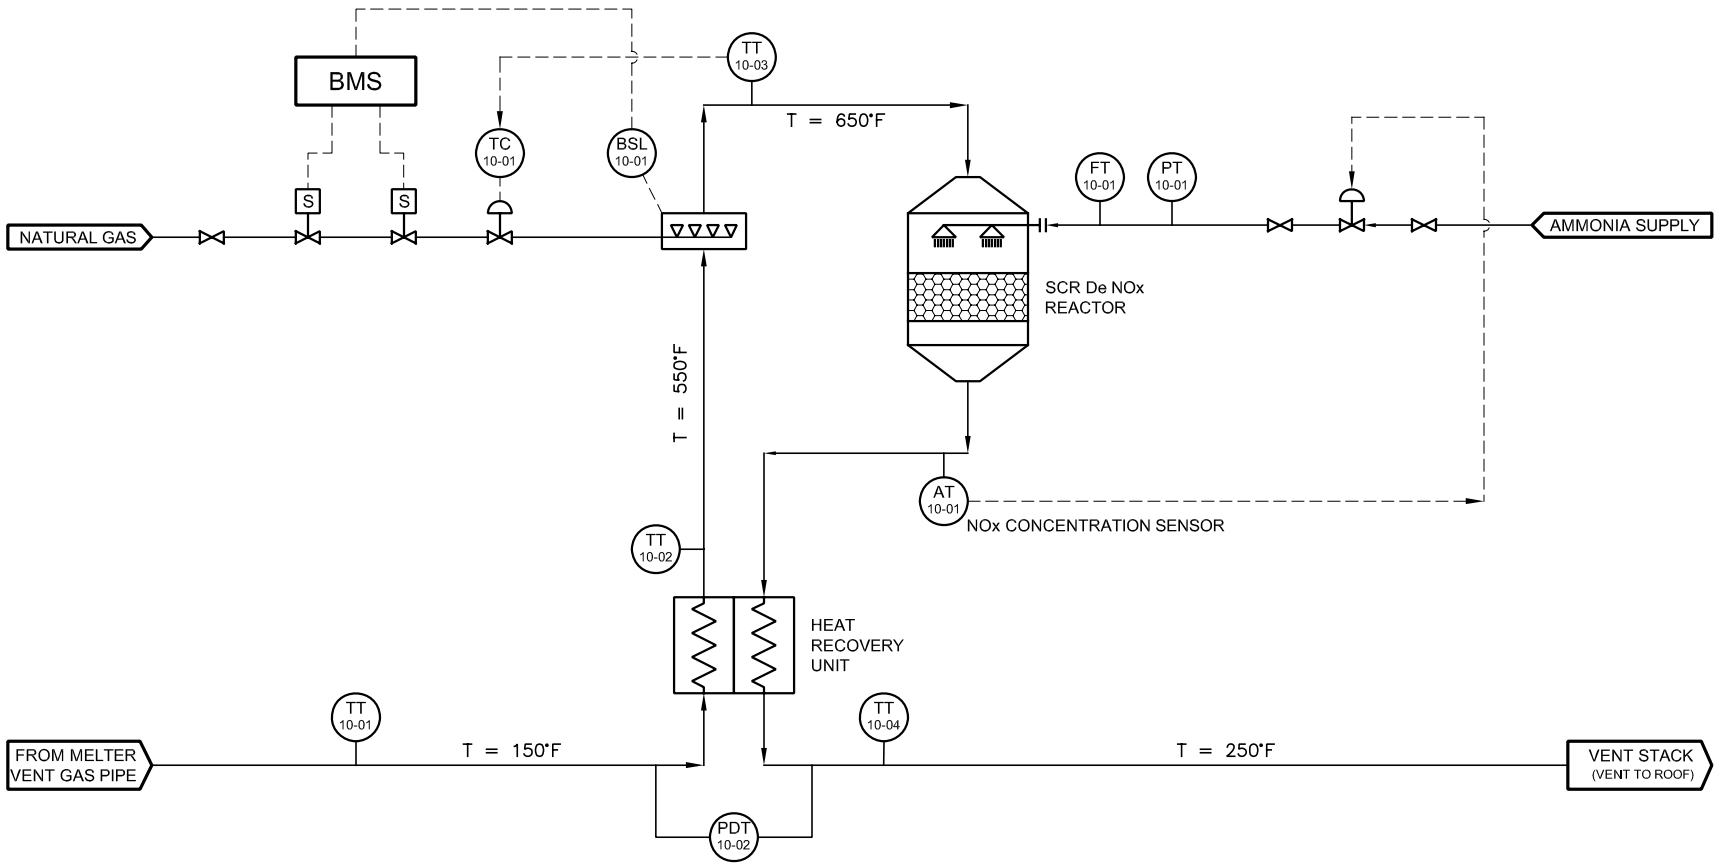 BMS
TT
10-03
T = 650°F
TC
10-01
BSL
10-01
S
S
FT
10-01
PT
10-01
NATURAL GAS
AMMONIA SUPPLY
SCR De NOx
REACTOR
T = 550°F
AT
10-01
NOx CONCENTRATION SENSOR
TT
10-02
HEAT
RECOVERY
UNIT
TT
10-01
TT
10-04
FROM MELTER
VENT GAS PIPE
T = 150°F
T = 250°F
VENT STACK
(VENT TO ROOF)
PDT
10-02